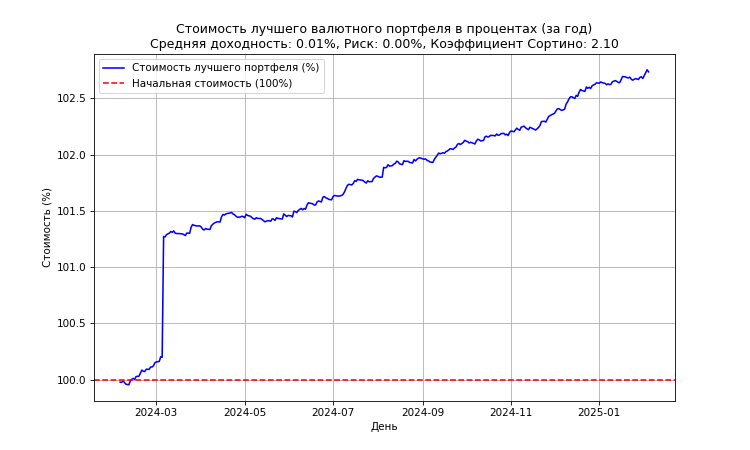 Стоимость лучшего валютного портфеля в процентах (за год)
Средняя доходность: 0.01%, Риск: 0.00%, Коэффициент Сортино: 2.10
Стоимость лучшего портфеля (%)
Начальная стоимость (100%)
Стоимость (%)
102.5
102.0
101.5
101.0
100.5
100.0
2024-03
2024-05
2024-07
2024-09
2024-11
2025-01
День